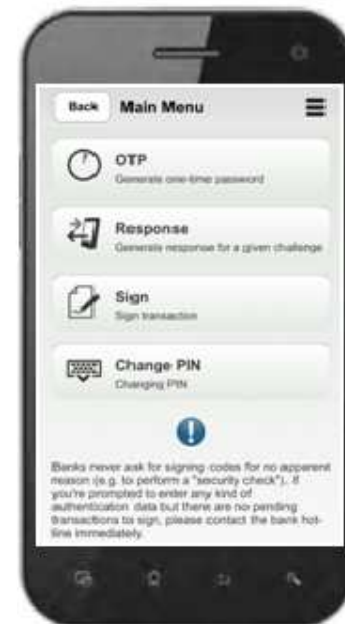 Back Main Menu
OTP
Generate one-time password
Response
Generate response for a given challenge
Sign
Sign transaction
Change PIN
Changing PIN
Banks never ask for signing codes for no apparent
reason (e.g. to perform a "security check"). If
you're prompted to enter any kind of
authentication data but there are no pending
transactions to sign, please contact the bank hot-
line immediately.